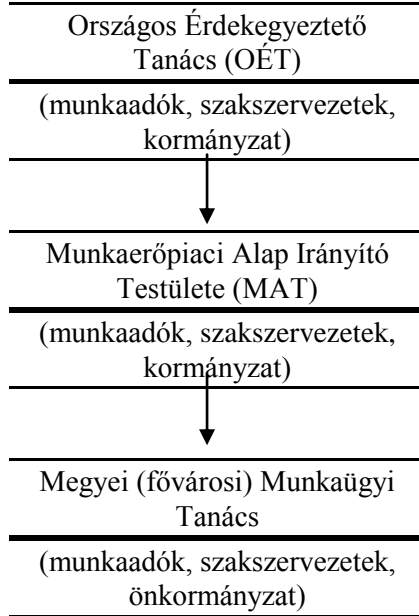 Országos Érdekegyeztető
Tanács (OÉT)
(munkaadók, szakszervezetek,
kormányzat)
Munkaerőpiaci Alap Irányító
Testülete (MAT)
(munkaadók, szakszervezetek,
kormányzat)
Megyei (fővárosi) Munkaügyi
Tanács
(munkaadók, szakszervezetek,
önkormányzat)